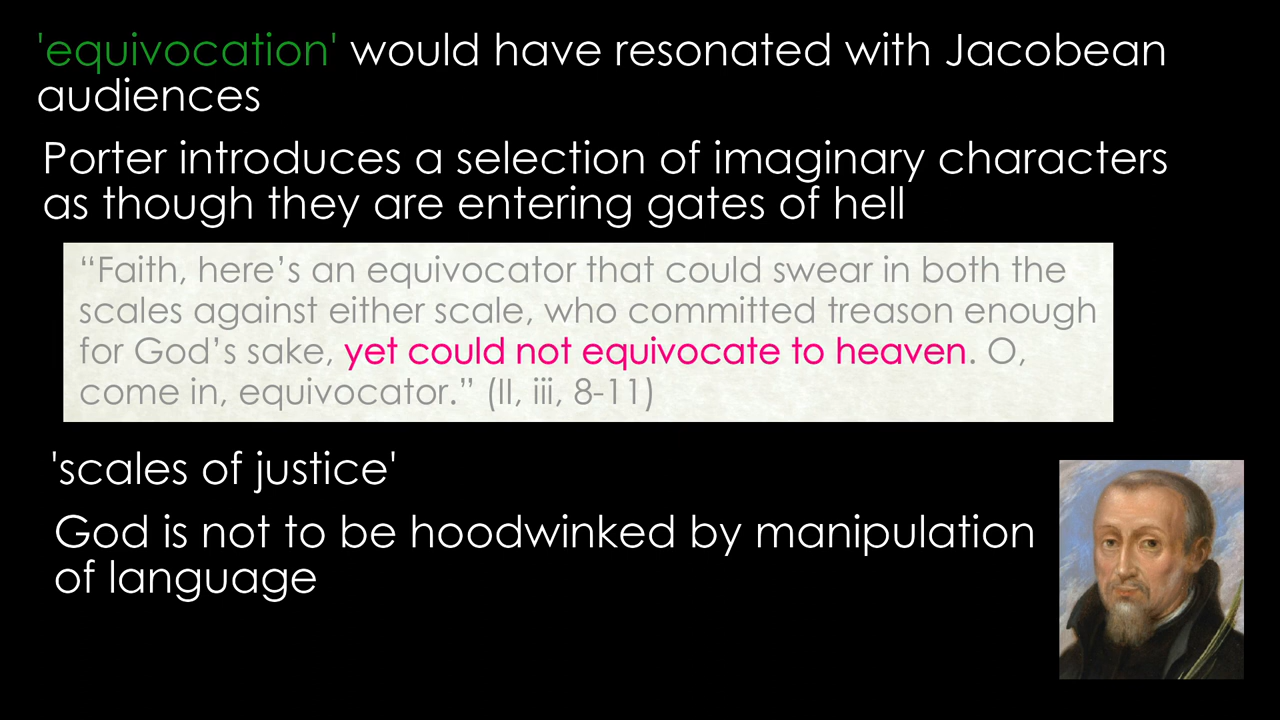 'equivocation' would have resonated with Jacobean
audiences
Porter introduces a selection of imaginary characters
as though they are entering gates of hell
“Faith, here’s an equivocator that could swear in both the
scales against either scale, who committed treason enough
for God’s sake, yet could not equivocate to heaven. O,
come in, equivocator.” (II, iii, 8-11)
'scales of justice'
God is not to be hoodwinked by manipulation
of language